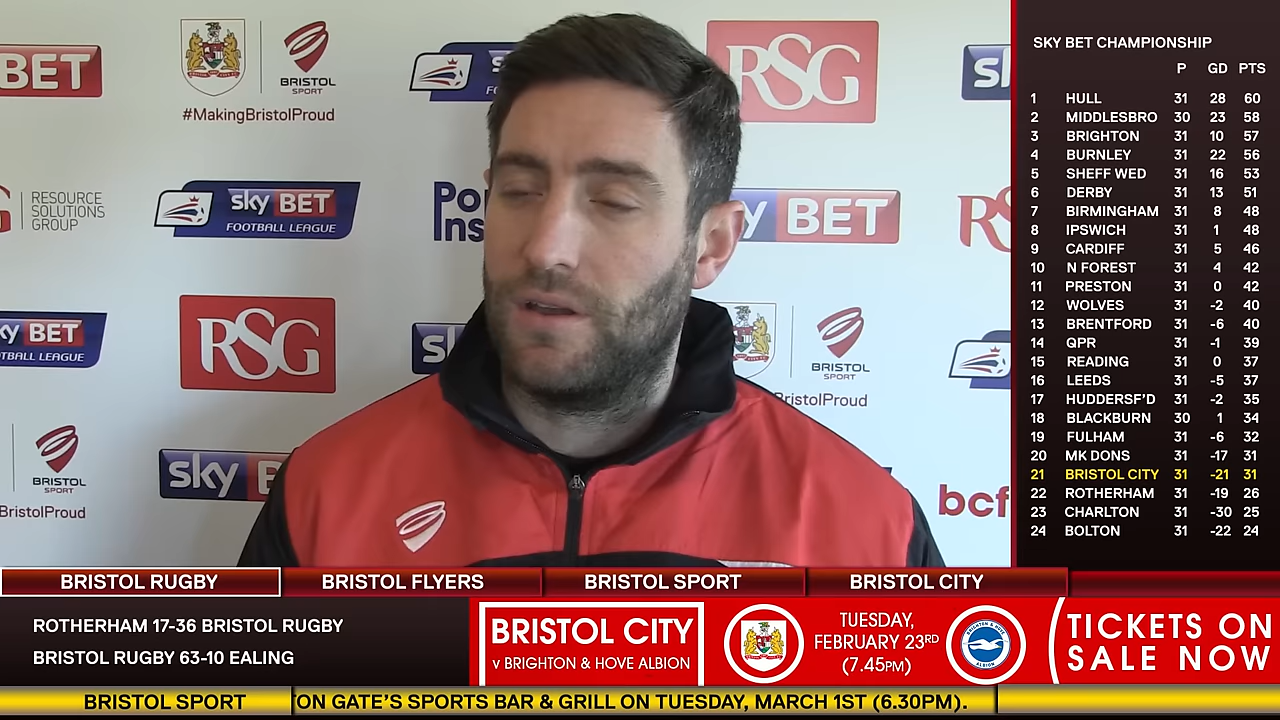 BET
BRISTOL
SPORT
#MakingBristolProud
RSG
RESOURCE
SOLUTIONS
GROUP
sky BET
FOOTBALL LEAGUE
BET
BET
RSG
BRISTOL
SPORT
BRISTOL
SPORT
BristolProud
sky
bcf
SKY BET CHAMPIONSHIP
P GD PTS
1 HULL 31 28 60
2 MIDDLESBRO 30 23 58
3 BRIGHTON 31 10 57
4 BURNLEY 31 22 56
5 SHEFF WED 31 16 53
6 DERBY 31 13 51
7 BIRMINGHAM 31 8 48
8 IPSWICH 31 1 48
9 CARDIFF 31 5 46
10 N FOREST 31 4 42
11 PRESTON 31 0 42
12 WOLVES 31 -2 40
13 BRENTFORD 31 -6 40
14 QPR 31 -1 39
15 READING 31 0 37
16 LEEDS 31 -5 37
17 HUDDERSF'D 31 -2 35
18 BLACKBURN 30 1 34
19 FULHAM 31 -6 32
20 MK DONS 31 -17 31
21 BRISTOL CITY 31 -21 31
22 ROTHERHAM 31 -19 26
23 CHARLTON 31 -30 25
24 BOLTON 31 -22 24
BRISTOL RUGBY BRISTOL FLYERS BRISTOL SPORT BRISTOL CITY
ROTHERHAM 17-36 BRISTOL RUGBY
BRISTOL RUGBY 63-10 EALING
BRISTOL CITY
v BRIGHTON & HOVE ALBION
TUESDAY,
FEBRUARY 23RD
(7.45PM)
BRIGHTON & HOVE
ALBION
TICKETS ON
SALE NOW
BRISTOL SPORT
ON GATE'S SPORTS BAR & GRILL ON TUESDAY, MARCH 1ST (6.30PM).